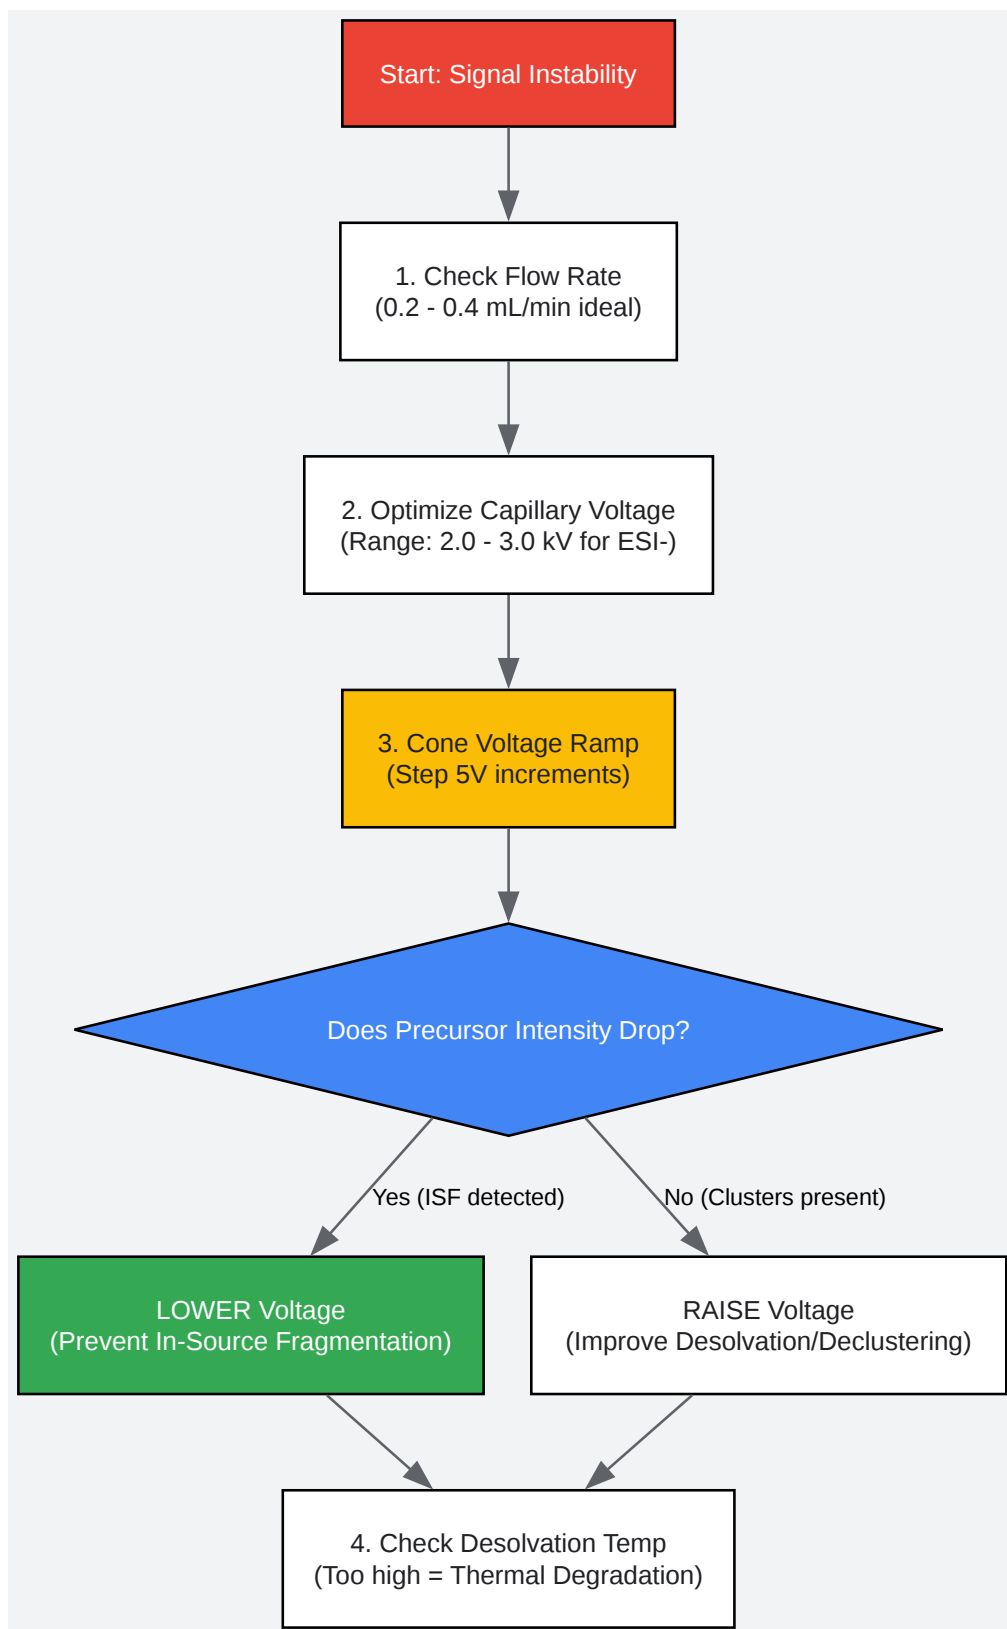 Start: Signal Instability
1. Check Flow Rate
(0.2 - 0.4 mL/min ideal)
2. Optimize Capillary Voltage
(Range: 2.0 - 3.0 kV for ESI-)
3. Cone Voltage Ramp
(Step 5V increments)
Does Precursor Intensity Drop?
Yes (ISF detected)
No (Clusters present)
LOWER Voltage
(Prevent In-Source Fragmentation)
RAISE Voltage
(Improve Desolvation/Declustering)
4. Check Desolvation Temp
(Too high = Thermal Degradation)